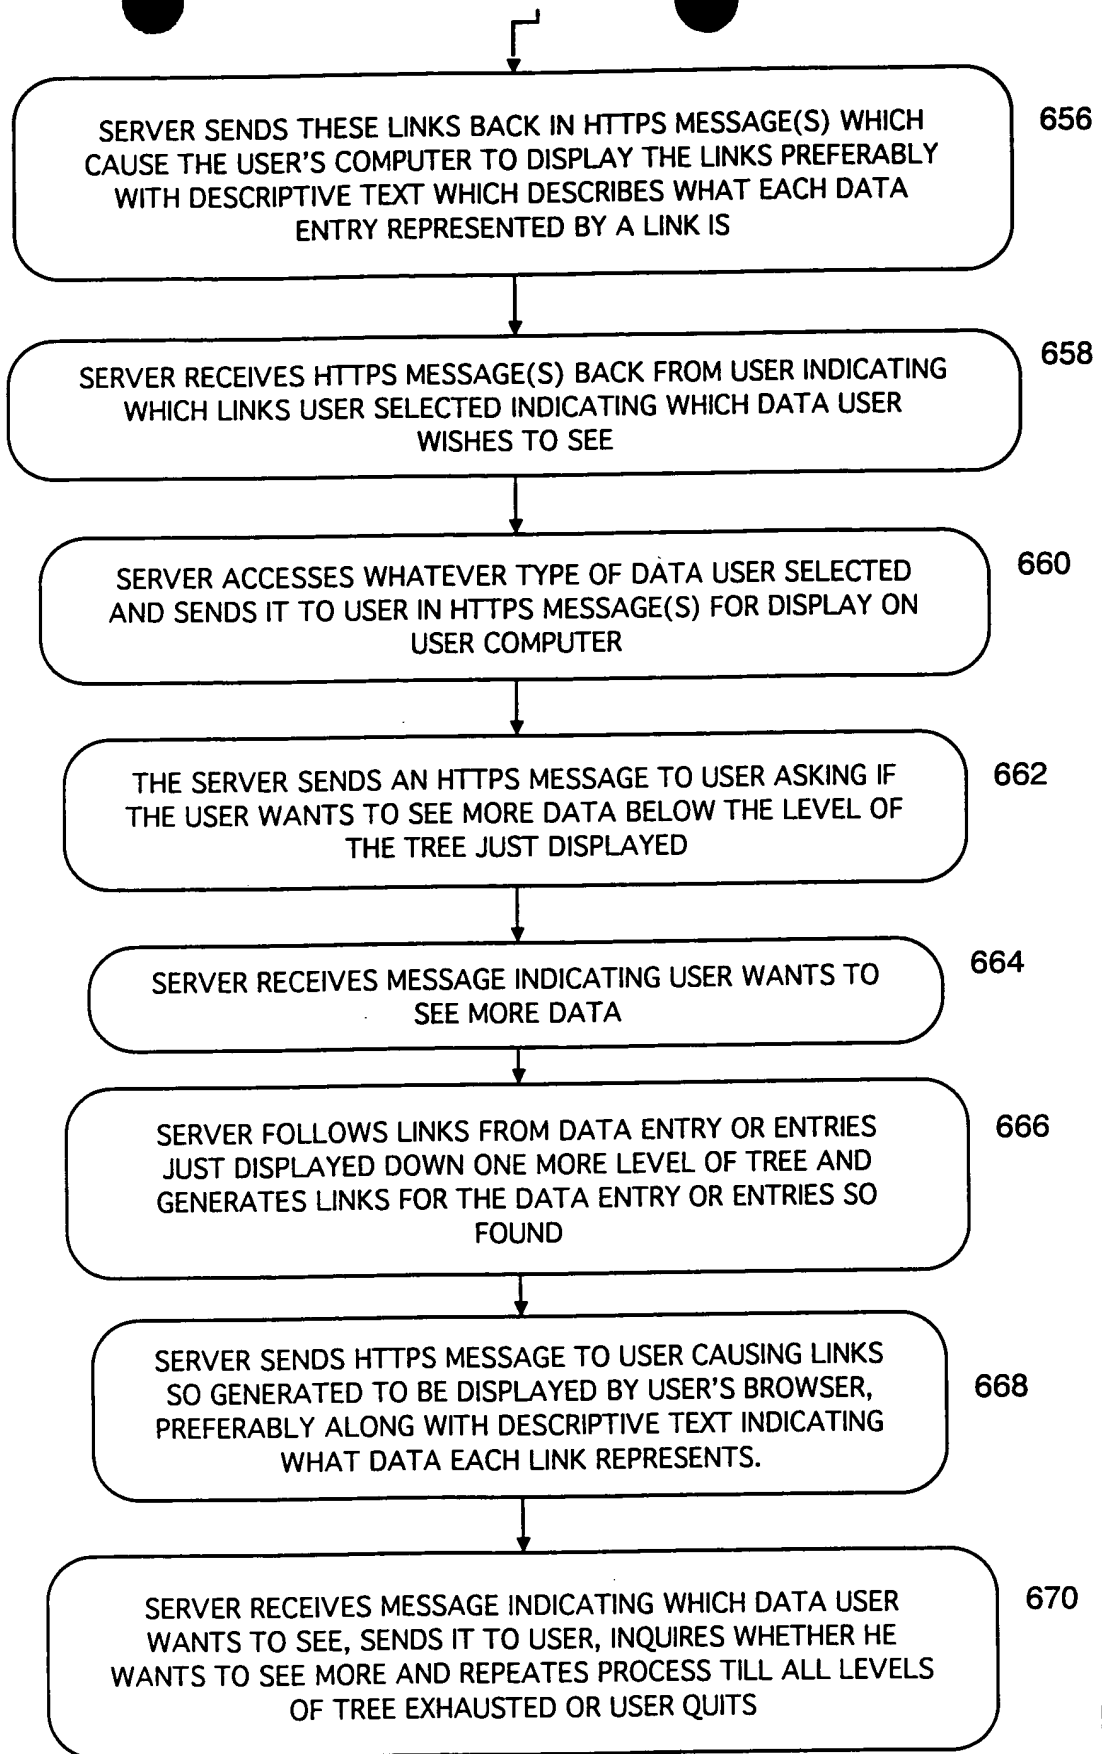 SERVER SENDS THESE LINKS BACK IN HTTPS MESSAGE(S) WHICH
CAUSE THE USER'S COMPUTER TO DISPLAY THE LINKS PREFERABLY
WITH DESCRIPTIVE TEXT WHICH DESCRIBES WHAT EACH DATA
ENTRY REPRESENTED BY A LINK IS
656
SERVER RECEIVES HTTPS MESSAGE(S) BACK FROM USER INDICATING
WHICH LINKS USER SELECTED INDICATING WHICH DATA USER
WISHES TO SEE
658
SERVER ACCESSES WHATEVER TYPE OF DATA USER SELECTED
AND SENDS IT TO USER IN HTTPS MESSAGE(S) FOR DISPLAY ON
USER COMPUTER
660
THE SERVER SENDS AN HTTPS MESSAGE TO USER ASKING IF
THE USER WANTS TO SEE MORE DATA BELOW THE LEVEL OF
THE TREE JUST DISPLAYED
662
SERVER RECEIVES MESSAGE INDICATING USER WANTS TO
SEE MORE DATA
664
SERVER FOLLOWS LINKS FROM DATA ENTRY OR ENTRIES
JUST DISPLAYED DOWN ONE MORE LEVEL OF TREE AND
GENERATES LINKS FOR THE DATA ENTRY OR ENTRIES SO
FOUND
666
SERVER SENDS HTTPS MESSAGE TO USER CAUSING LINKS
SO GENERATED TO BE DISPLAYED BY USER'S BROWSER,
PREFERABLY ALONG WITH DESCRIPTIVE TEXT INDICATING
WHAT DATA EACH LINK REPRESENTS.
668
SERVER RECEIVES MESSAGE INDICATING WHICH DATA USER
WANTS TO SEE, SENDS IT TO USER, INQUIRES WHETHER HE
WANTS TO SEE MORE AND REPEATES PROCESS TILL ALL LEVELS
OF TREE EXHAUSTED OR USER QUITS
670